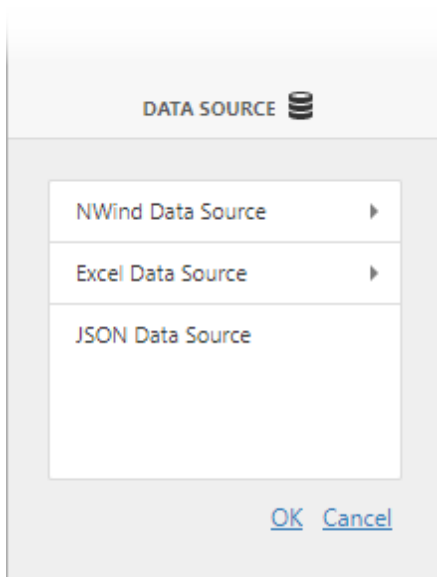 DATA SOURCE
NWind Data Source
Excel Data Source
JSON Data Source
OK Cancel